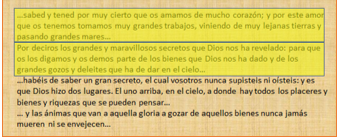 ...sabed y tened por muy cierto que os amamos de mucho corazón; y por este amor
que os tenemos tomamos muy grandes trabajos, viniendo de muy lejanas tierras y
pasando grandes mares...
Por deciros los grandes y maravillosos secretos que Dios nos ha revelado: para que
os los digamos y os demos parte de los bienes que Dios nos ha dado y de los
grandes gozos y deleites que ha de dar en el cielo...
...habéis de saber un gran secreto, el cual vosotros nunca supisteis ni oísteis: y es
que Dios hizo dos lugares. El uno arriba, en el cielo, a donde hay todos los placeres y
bienes y riquezas que se pueden pensar...
... y las ánimas que van a aquella gloria a gozar de aquellos bienes nunca jamás
mueren ni se envejecen...